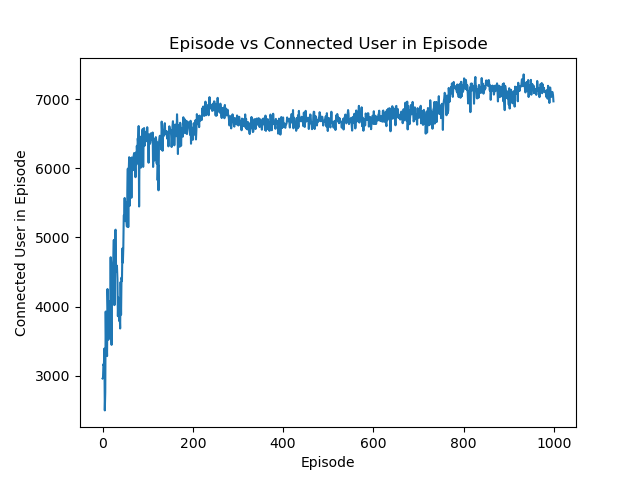 Episode vs Connected User in Episode
Connected User in Episode
7000
6000
5000
4000
3000
0 200 400 600 800 1000
Episode